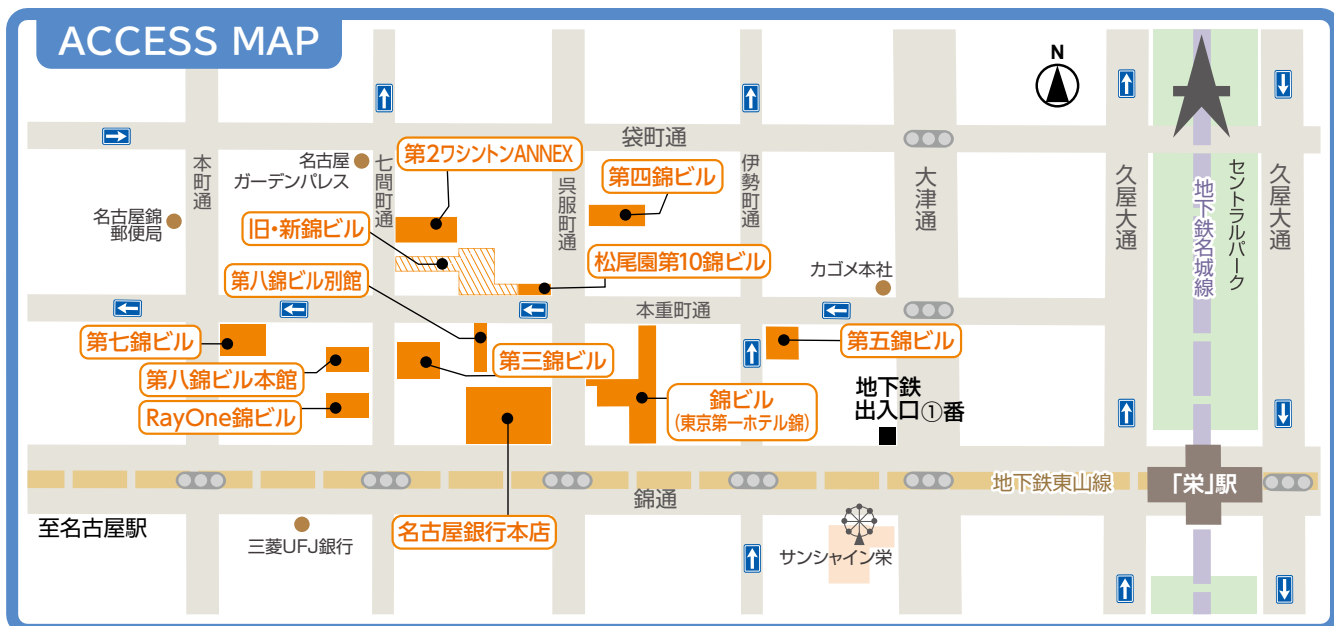 ACCESS MAP
N
袋町通
本町通
七間町通
呉服町通
伊勢町通
大津通
久屋大通
セントラルパーク
地下鉄名城線
久屋大通
名古屋
ガーデンパレス
第2ワシントンANNEX
第四錦ビル
名古屋錦
郵便局
旧・新錦ビル
松尾園第10錦ビル
カゴメ本社
第八錦ビル別館
本重町通
第七錦ビル
第三錦ビル
第五錦ビル
第八錦ビル本館
RayOne錦ビル
錦ビル
(東京第一ホテル錦)
地下鉄
出入口①番
地下鉄東山線
「栄」駅
錦通
至名古屋駅
三菱UFJ銀行
名古屋銀行本店
サンシャイン栄